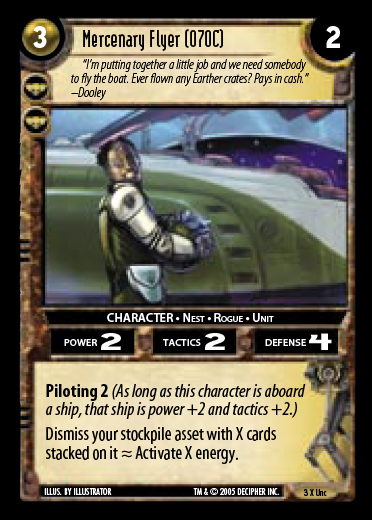 3 Mercenary Flyer (070C) 2
"I'm putting together a little job and we need somebody
to fly the boat. Ever flown any Earther crates? Pays in cash."
–Dooley
CHARACTER • NEST • ROGUE • UNIT
POWER 2 TACTICS 2 DEFENSE 4
Piloting 2 (As long as this character is aboard
a ship, that ship is power +2 and tactics +2.)
Dismiss your stockpile asset with X cards
stacked on it ≈ Activate X energy.
ILLUS. BY ILLUSTRATOR TM & © 2005 DECIPHER INC. 3 X Unc